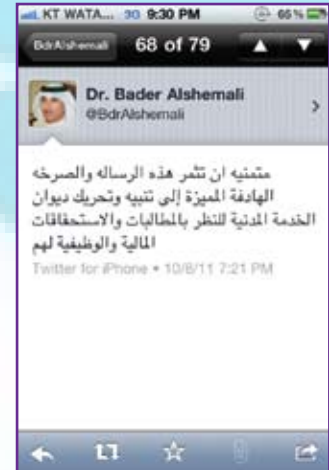 KT WATA... 3G 9:30 PM 65%
BdrAlshemali 68 of 79
Dr. Bader Alshemali
@BdrAlshemali
متمنيه ان تثمر هذه الرساله والصرخه
الهادفة المميزة إلى تنبيه وتحريك ديوان
الخدمة المدنية للنظر بالمطالبات والاستحقاقات
المالية والوظيفية لهم
Twitter for iPhone • 10/8/11 7:21 PM